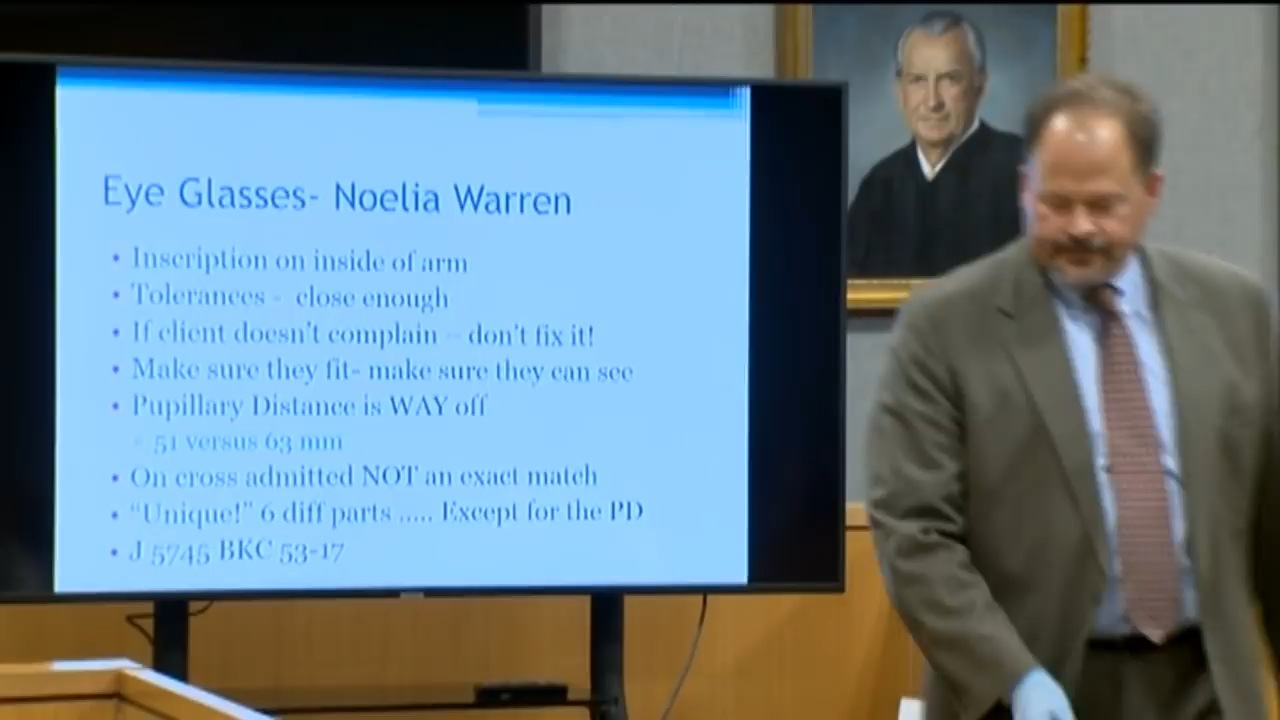 Eye Glasses- Noelia Warren
• Inscription on inside of arm
• Tolerances - close enough
• If client doesn't complain – don't fix it!
• Make sure they fit- make sure they can see
• Pupillary Distance is WAY off
▫ 51 versus 63 mm
• On cross admitted NOT an exact match
• “Unique!” 6 diff parts ..... Except for the PD
• J 5745 BKC 53-17